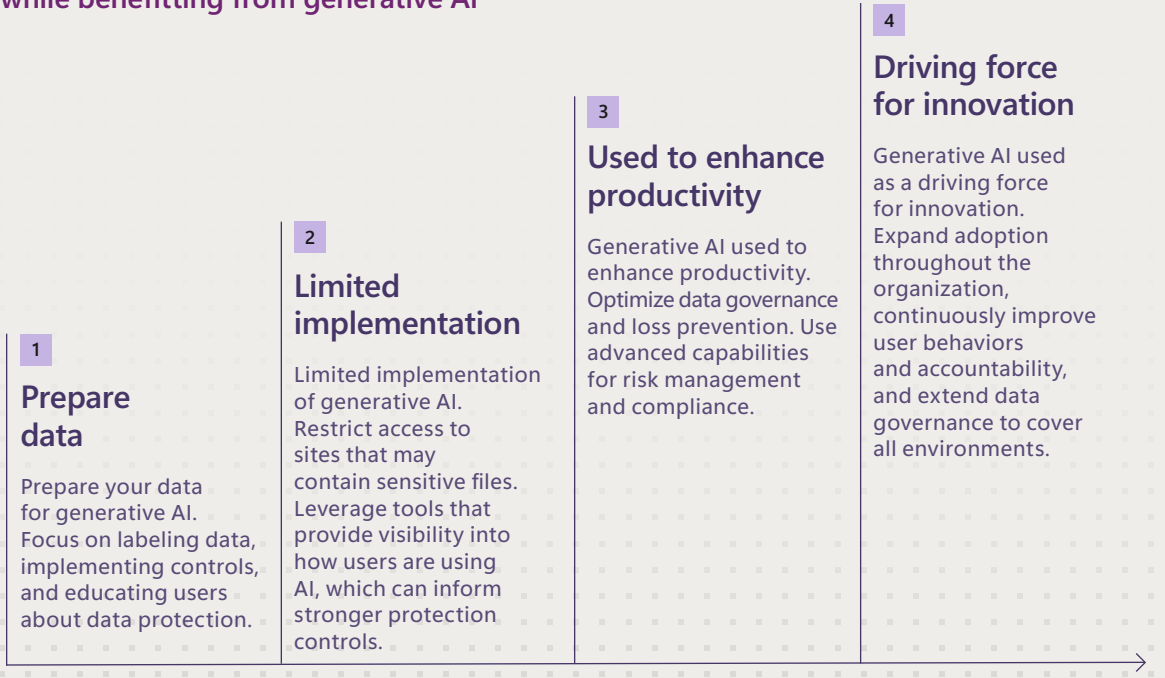 while benefitting from generative AI
1
Prepare
data
Prepare your data
for generative AI.
Focus on labeling data,
implementing controls,
and educating users
about data protection.
2
Limited
implementation
Limited implementation
of generative AI.
Restrict access to
sites that may
contain sensitive files.
Leverage tools that
provide visibility into
how users are using
AI, which can inform
stronger protection
controls.
3
Used to enhance
productivity
Generative AI used to
enhance productivity.
Optimize data governance
and loss prevention. Use
advanced capabilities
for risk management
and compliance.
4
Driving force
for innovation
Generative AI used
as a driving force
for innovation.
Expand adoption
throughout the
organization,
continuously improve
user behaviors
and accountability,
and extend data
governance to cover
all environments.